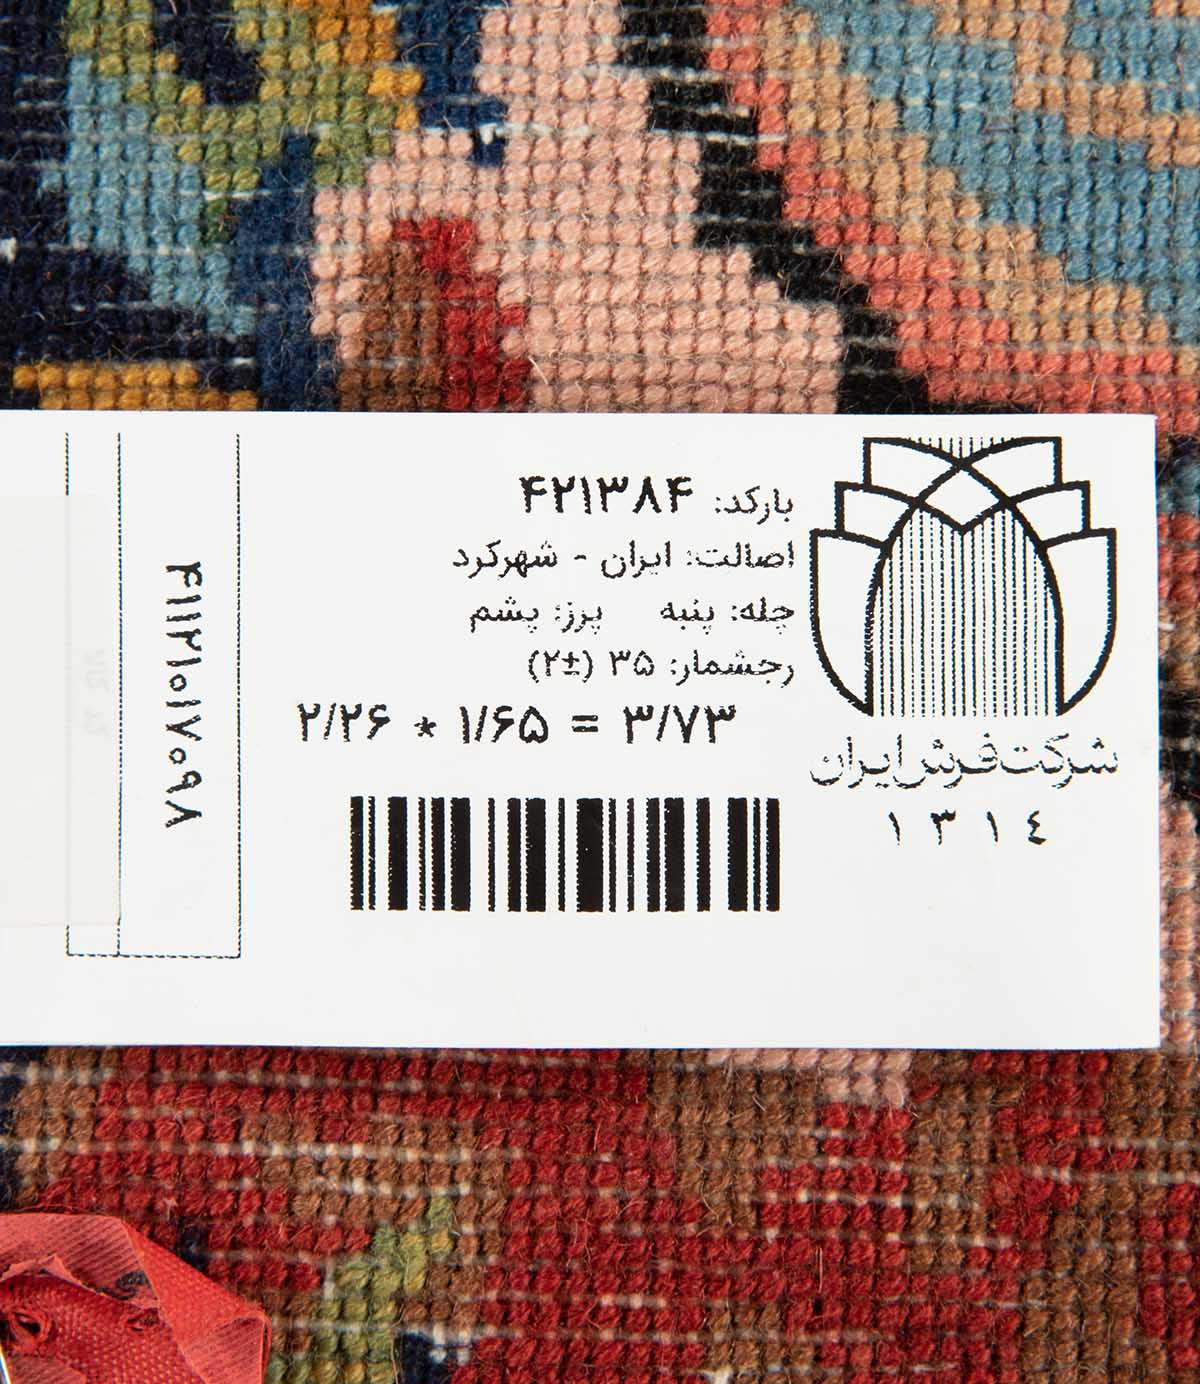 بارکد: ۴۲۱۳۸۴
اصالت: ایران - شهرکرد
چله: پنبه پرز: پشم
رجشمار: ۳۵ (±۲)
۲/۲۶ * ۱/۶۵ = ۳/۷۳
شرکت فرش ایران
۱۳۱٤
۴۱۱۲۱۰۱۷۰۹۸